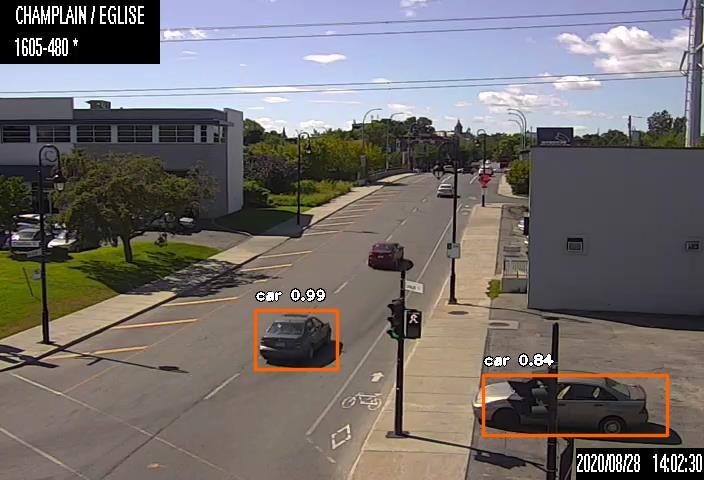 CHAMPLAIN / EGLISE
1605-480 *
car 0.99
car 0.84
2020/08/28 14:02:30